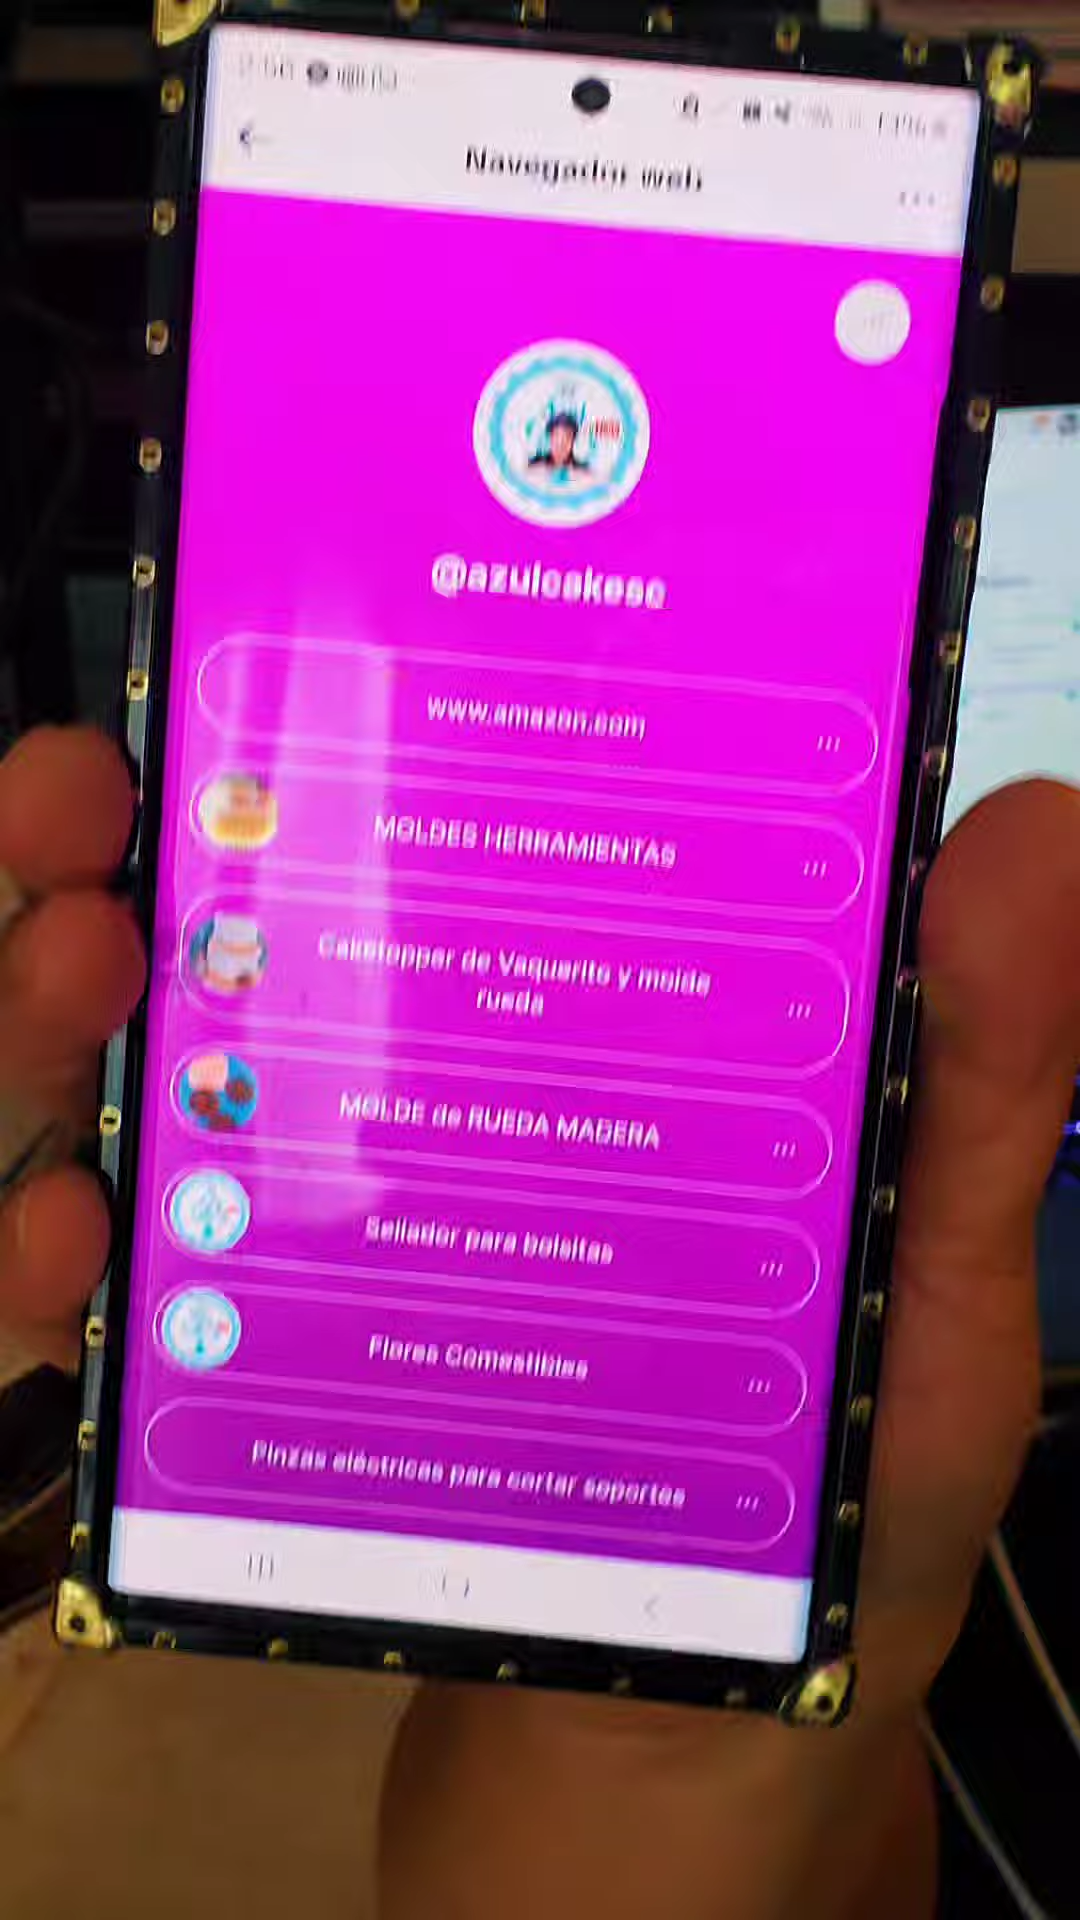 Navegador web
@azulcakesc
www.amazon.com
MOLDES HERRAMIENTAS
Caketopper de Vaquerito y molde
rueda
MOLDE de RUEDA MADERA
Sellador para bolsitas
Flores Comestibles
Pinzas eléctricas para cortar soportes